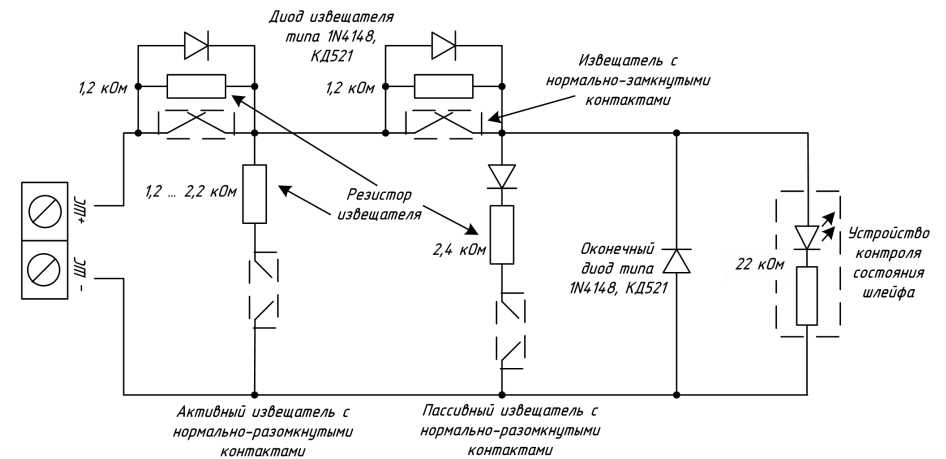 Диод извещателя
типа 1N4148,
КД521
1,2 кОм
1,2 кОм
Извещатель с
нормально-замкнутыми
контактами
1,2 ... 2,2 кОм
Резистор
извещателя
+ШС
- ШС
2,4 кОм
Оконечный
диод типа
1N4148, КД521
22 кОм
Устройство
контроля
состояния
шлейфа
Активный извещатель с
нормально-разомкнутыми
контактами
Пассивный извещатель с
нормально-разомкнутыми
контактами